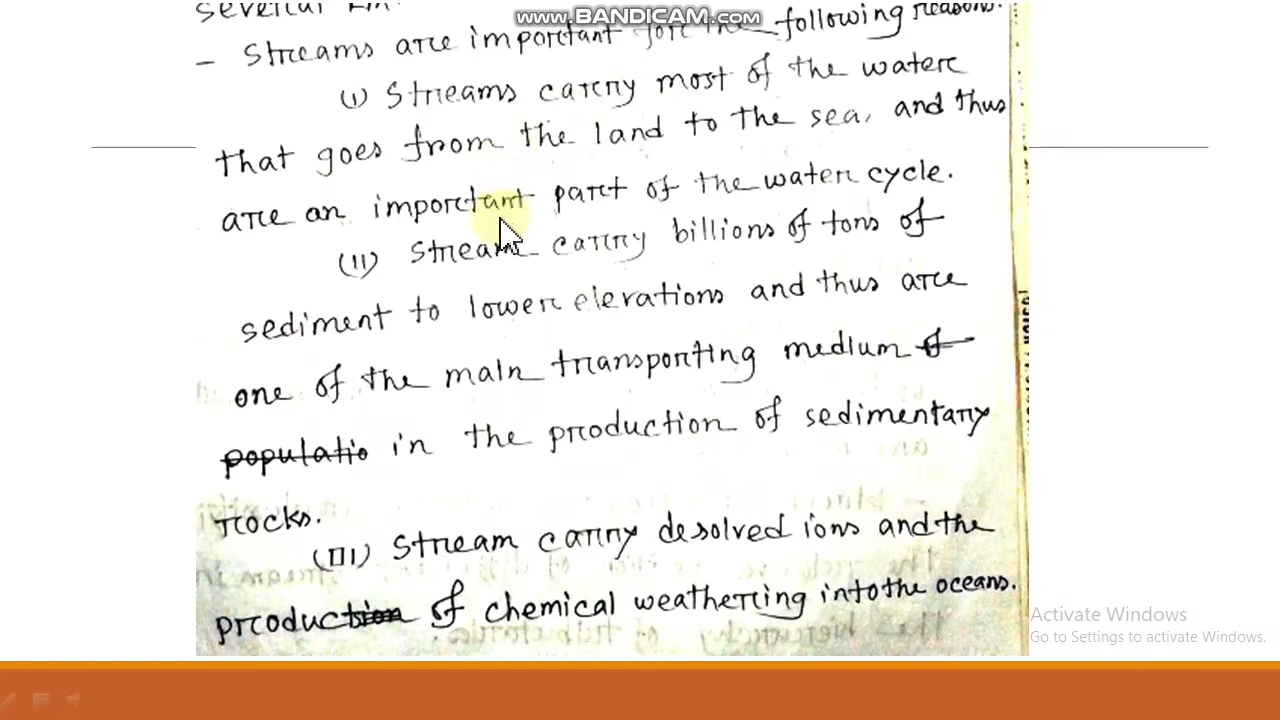 www.BANDICAM.com
- Streams are important for the following reason.
(I) Streams carry most of the water
that goes from the land to the sea, and thus
are an important part of the water cycle.
(II) Stream carry billions of tons of
sediment to lower elevations and thus are
one of the main transporting medium of
populatio in the production of sedimentary
rocks.
(III) Stream carry desolved ions and the
production of chemical weathering into the oceans.
Activate Windows
Go to Settings to activate Windows.